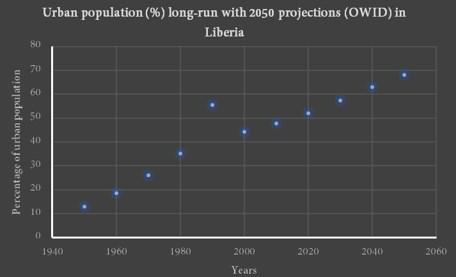 Urban population (%) long-run with 2050 projections (OWID) in
Liberia
Percentage of urban population
80
70
60
50
40
30
20
10
0
1940 1960 1980 2000 2020 2040 2060
Years